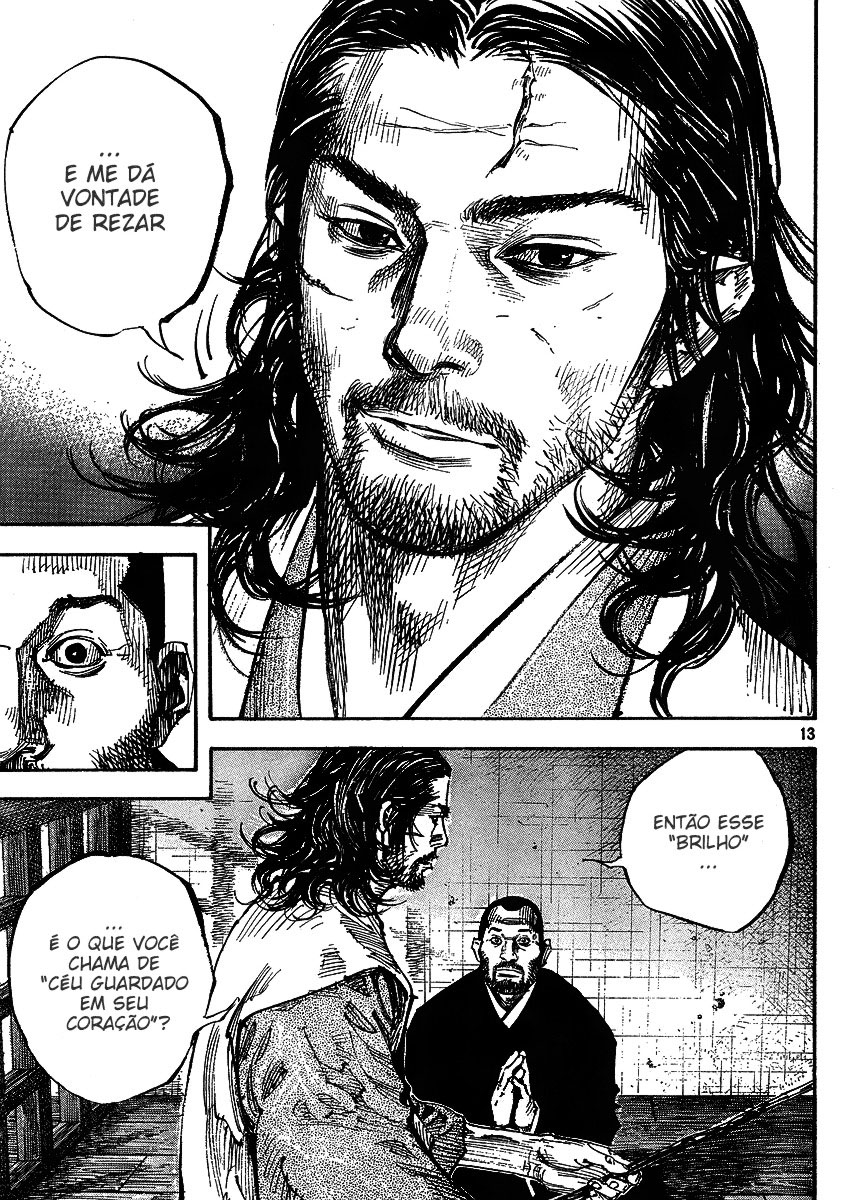 ...
E ME DÁ
VONTADE
DE REZAR
13
ENTÃO ESSE
"BRILHO"
...
...
É O QUE VOCÊ
CHAMA DE
"CÉU GUARDADO
EM SEU
CORAÇÃO"?